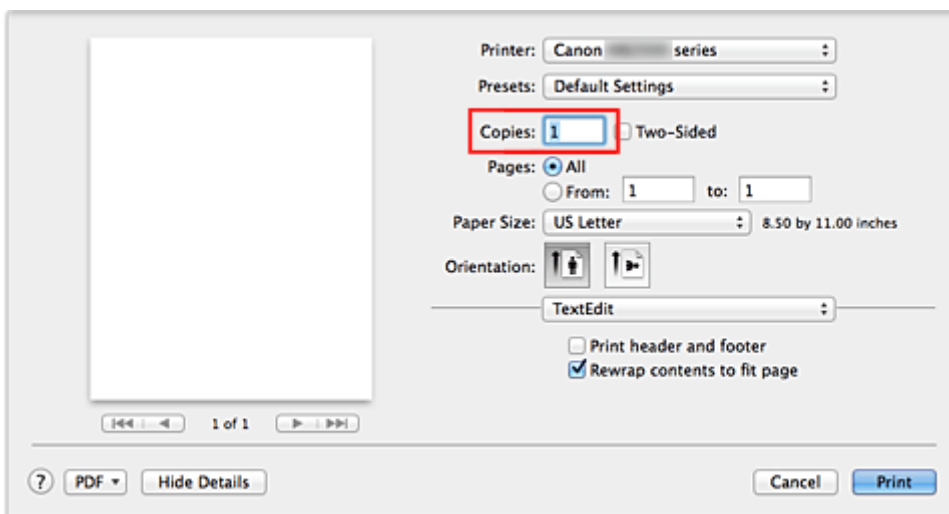 Printer: Canon series
Presets: Default Settings
Copies: 1 Two-Sided
Pages: All
From: 1 to: 1
Paper Size: US Letter 8.50 by 11.00 inches
Orientation:
TextEdit
Print header and footer
Rewrap contents to fit page
1 of 1
? PDF Hide Details Cancel Print